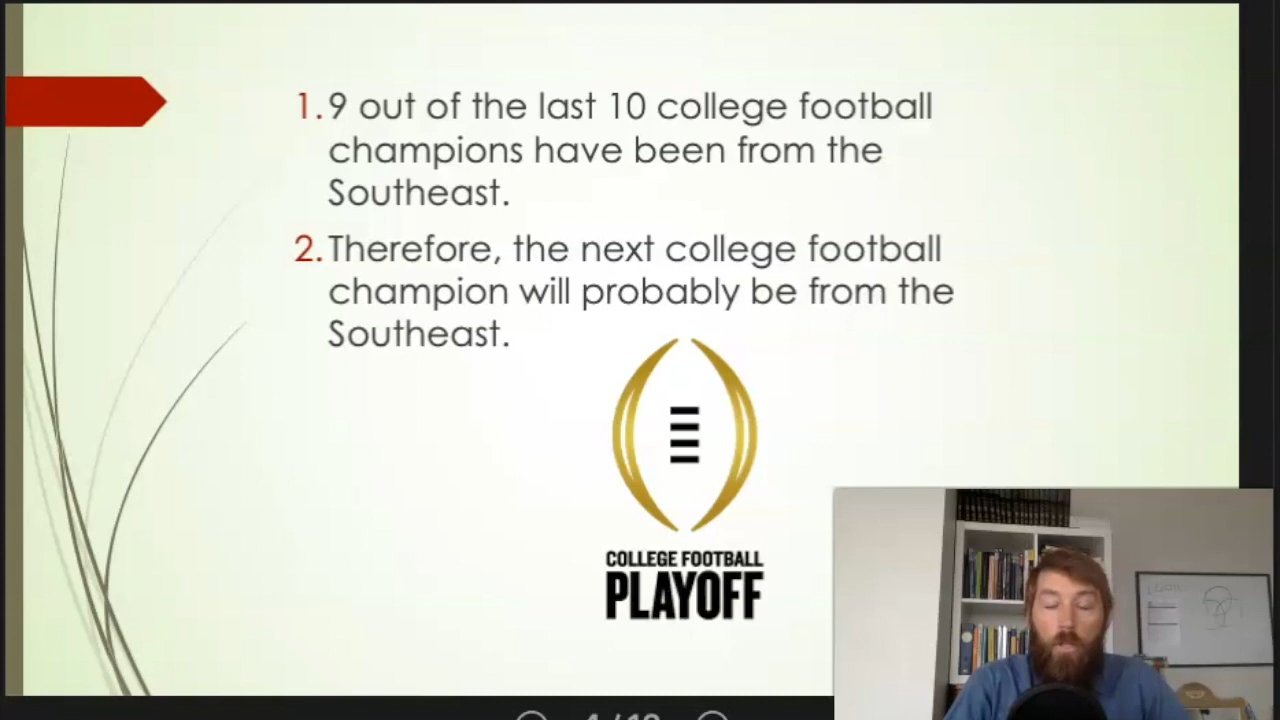 1. 9 out of the last 10 college football
champions have been from the
Southeast.
2. Therefore, the next college football
champion will probably be from the
Southeast.
COLLEGE FOOTBALL
PLAYOFF